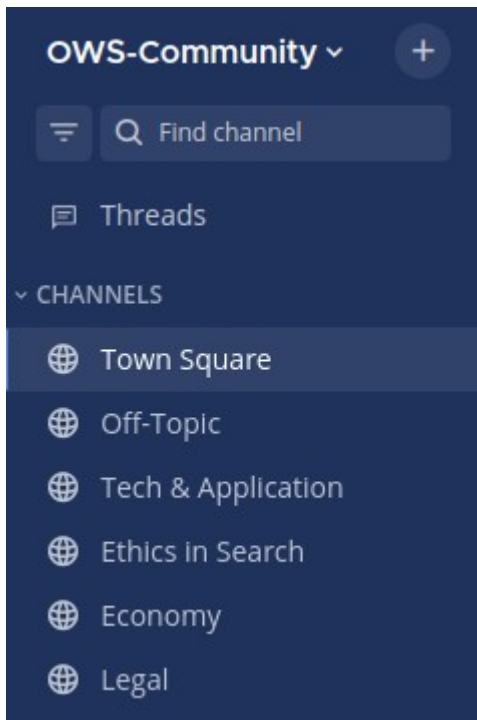 OWS-Community
Find channel
Threads
CHANNELS
Town Square
Off-Topic
Tech & Application
Ethics in Search
Economy
Legal